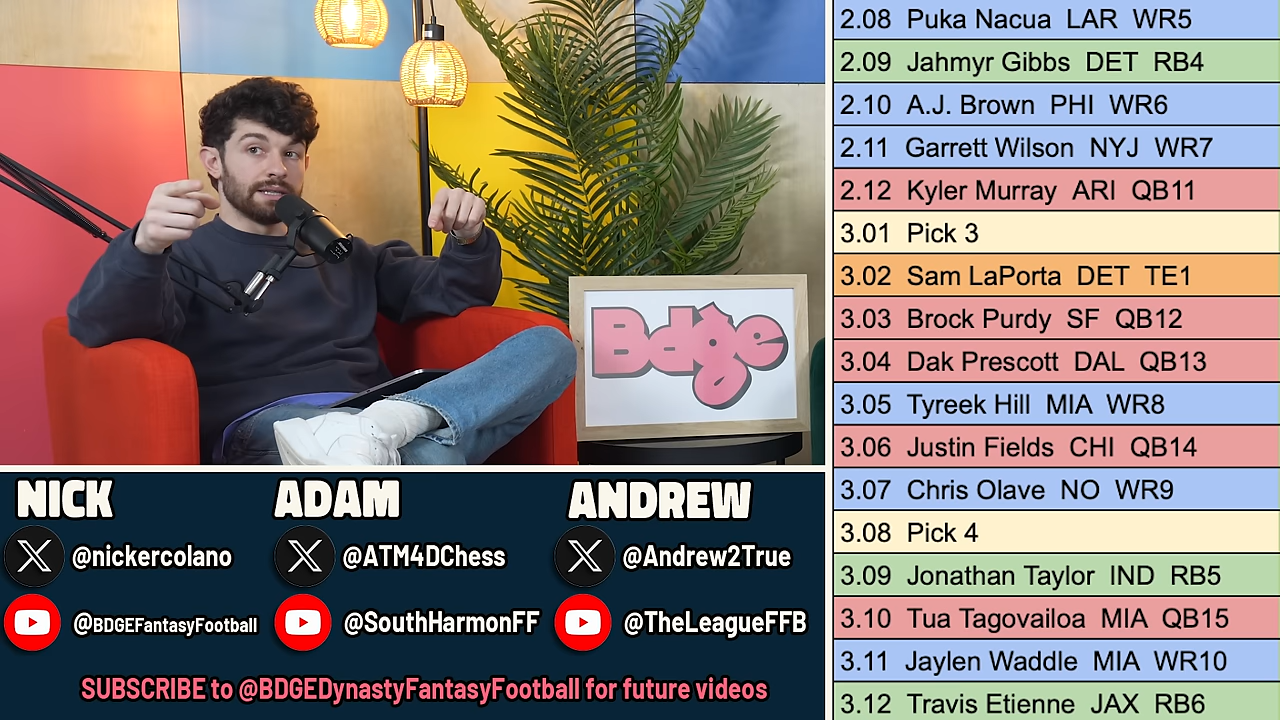 Bdge
NICK
@nickercolano
@BDGEFantasyFootball
ADAM
@ATM4DChess
@SouthHarmonFF
ANDREW
@Andrew2True
@TheLeagueFFB
SUBSCRIBE to @BDGEDynastyFantasyFootball for future videos
2.08 Puka Nacua LAR WR5
2.09 Jahmyr Gibbs DET RB4
2.10 A.J. Brown PHI WR6
2.11 Garrett Wilson NYJ WR7
2.12 Kyler Murray ARI QB11
3.01 Pick 3
3.02 Sam LaPorta DET TE1
3.03 Brock Purdy SF QB12
3.04 Dak Prescott DAL QB13
3.05 Tyreek Hill MIA WR8
3.06 Justin Fields CHI QB14
3.07 Chris Olave NO WR9
3.08 Pick 4
3.09 Jonathan Taylor IND RB5
3.10 Tua Tagovailoa MIA QB15
3.11 Jaylen Waddle MIA WR10
3.12 Travis Etienne JAX RB6